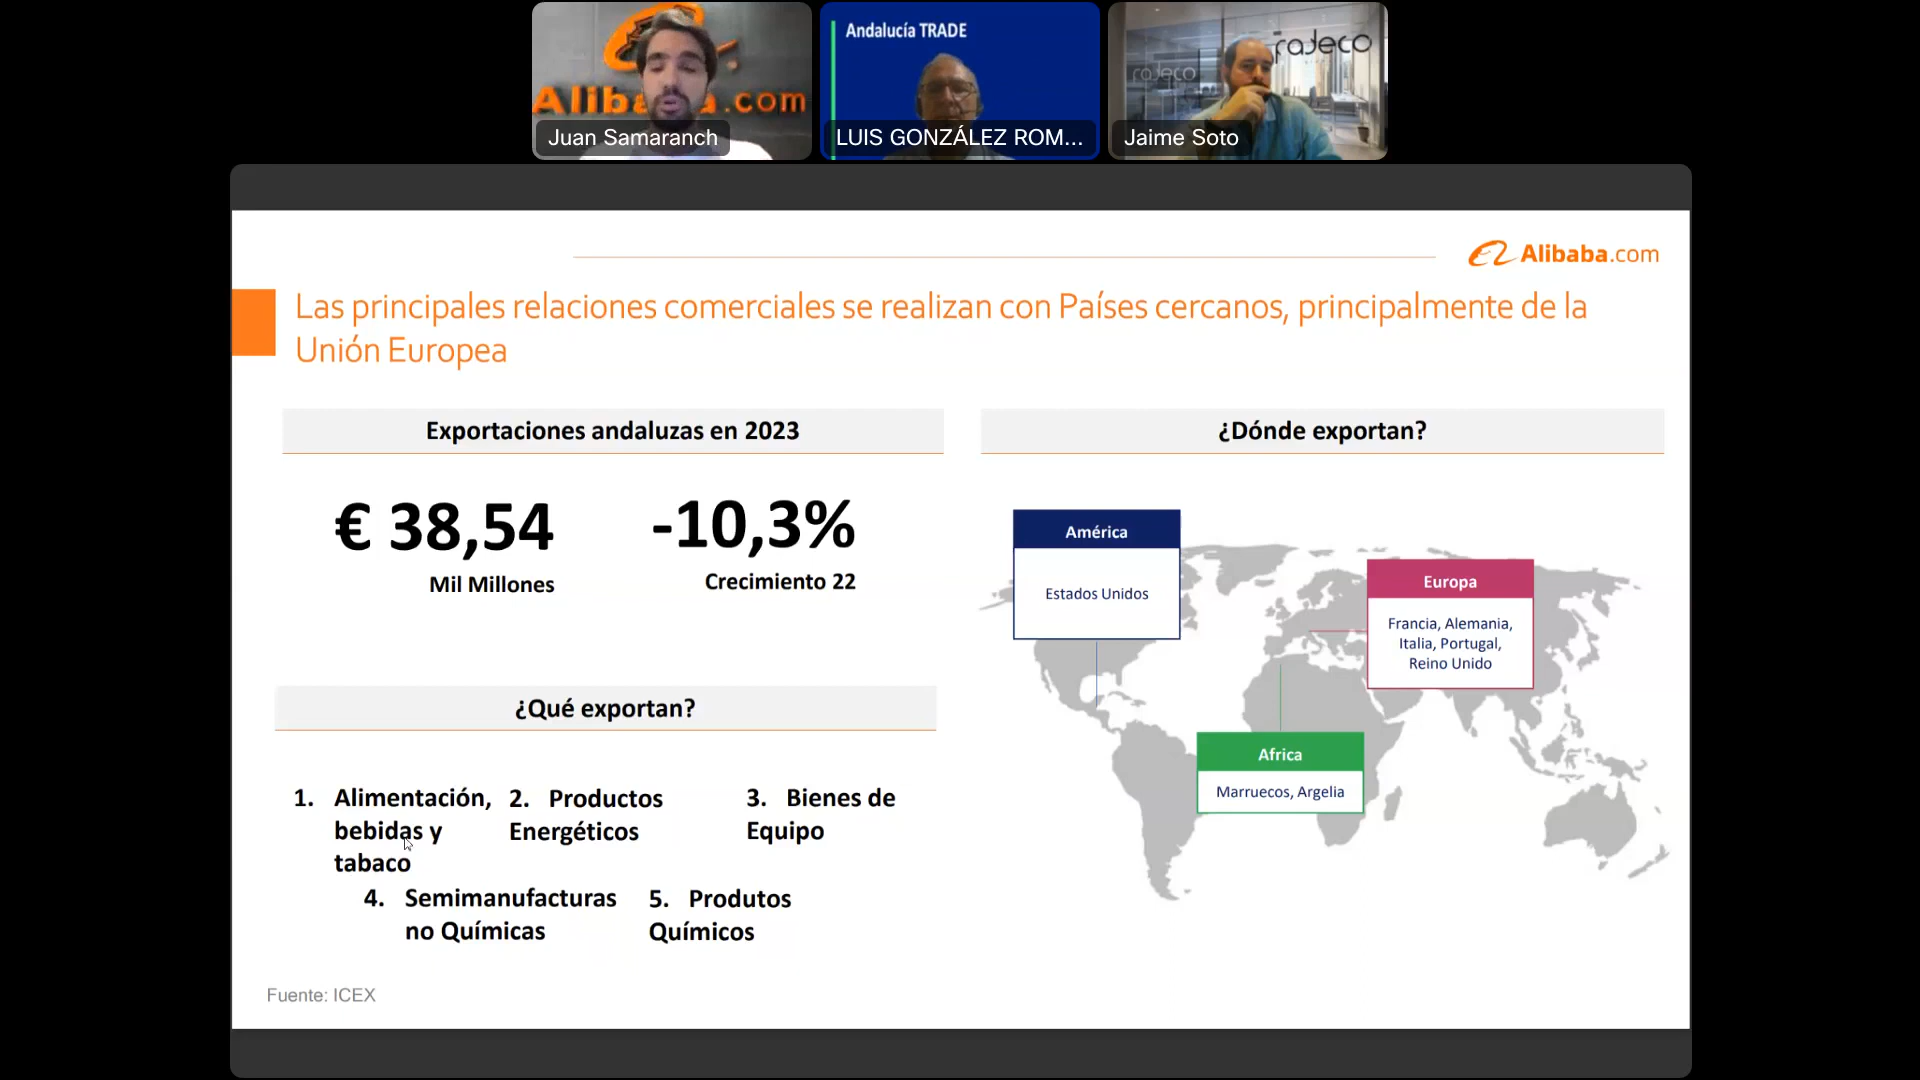 Alibaba.com
Juan Samaranch
Andalucía TRADE
LUIS GONZÁLEZ ROM...
radeco
radeco
Jaime Soto
Alibaba.com
Las principales relaciones comerciales se realizan con Países cercanos, principalmente de la
Unión Europea
Exportaciones andaluzas en 2023
€ 38,54
Mil Millones
-10,3%
Crecimiento 22
¿Qué exportan?
1. Alimentación,
bebidas y
tabaco
2. Productos
Energéticos
3. Bienes de
Equipo
4. Semimanufacturas
no Químicas
5. Produtos
Químicos
¿Dónde exportan?
América
Estados Unidos
Europa
Francia, Alemania,
Italia, Portugal,
Reino Unido
Africa
Marruecos, Argelia
Fuente: ICEX